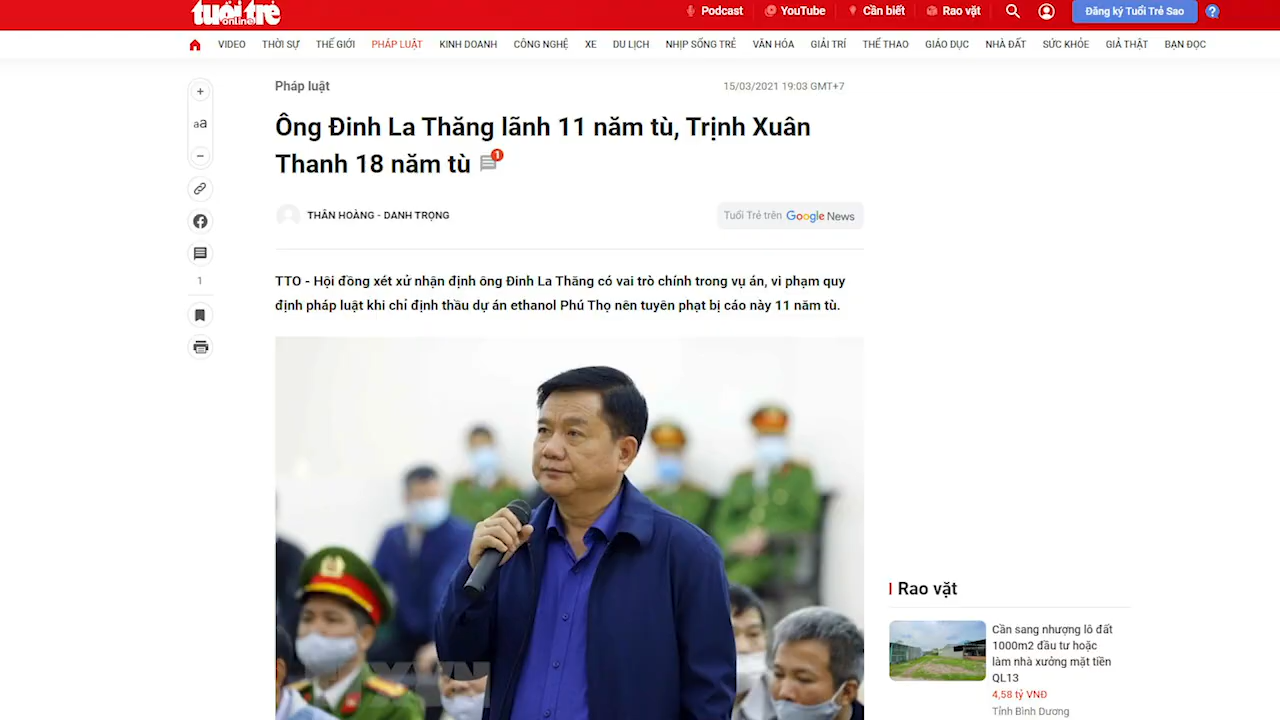 tuổi trẻ
online
Podcast
YouTube
Cần biết
Rao vặt
Đăng ký Tuổi Trẻ Sao
?
VIDEO THỜI SỰ THẾ GIỚI PHÁP LUẬT KINH DOANH CÔNG NGHỆ XE DU LỊCH NHỊP SỐNG TRẺ VĂN HÓA GIẢI TRÍ THỂ THAO GIÁO DỤC NHÀ ĐẤT SỨC KHỎE GIẢ THẬT BẠN ĐỌC
+
aa
−
1
Pháp luật
15/03/2021 19:03 GMT+7
Ông Đinh La Thăng lãnh 11 năm tù, Trịnh Xuân
Thanh 18 năm tù
1
THÂN HOÀNG - DANH TRỌNG
Tuổi Trẻ trên Google News
TTO - Hội đồng xét xử nhận định ông Đinh La Thăng có vai trò chính trong vụ án, vi phạm quy
định pháp luật khi chỉ định thầu dự án ethanol Phú Thọ nên tuyên phạt bị cáo này 11 năm tù.
Rao vặt
Cần sang nhượng lô đất
1000m2 đầu tư hoặc
làm nhà xưởng mặt tiền
QL13
4,58 tỷ VNĐ
Tỉnh Bình Dương